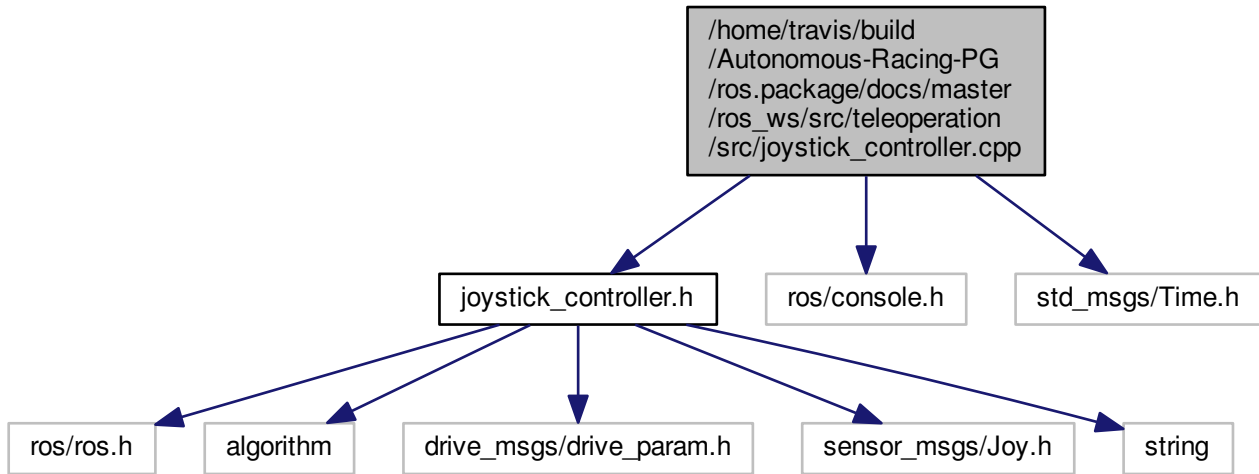 /home/travis/build
/Autonomous-Racing-PG
/ros.package/docs/master
/ros_ws/src/teleoperation
/src/joystick_controller.cpp
joystick_controller.h
ros/console.h
std_msgs/Time.h
ros/ros.h
algorithm
drive_msgs/drive_param.h
sensor_msgs/Joy.h
string